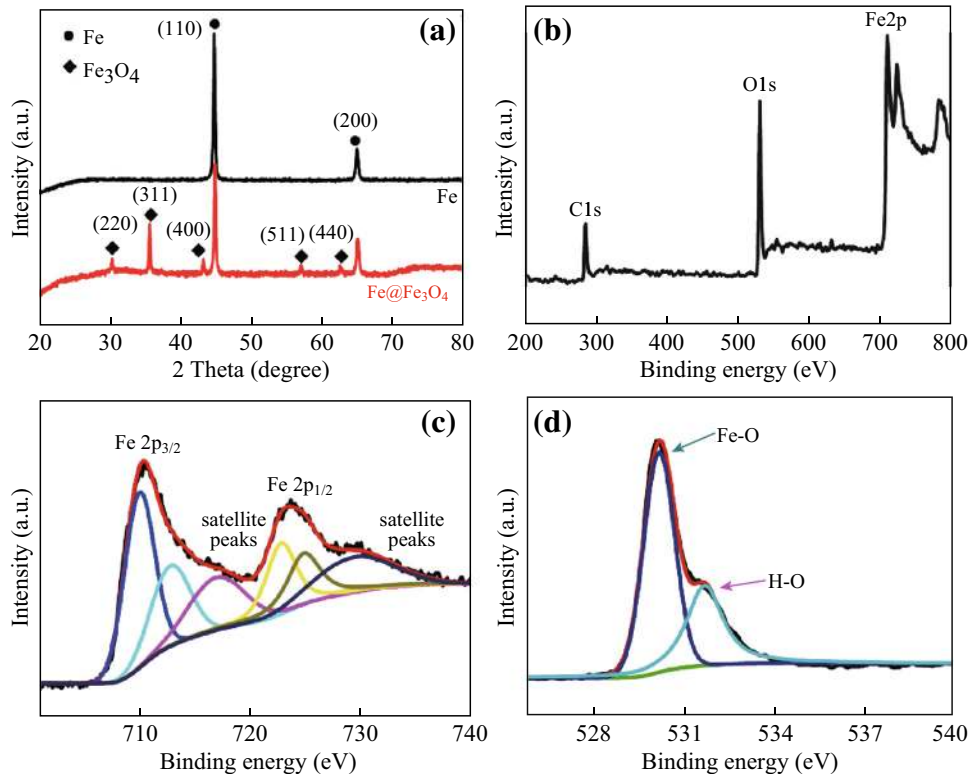 (a)
Fe
Fe₃O₄
(110)
(200)
Fe
(220)
(311)
(400)
(511)
(440)
Fe@Fe₃O₄
Intensity (a.u.)
20 30 40 50 60 70 80
2 Theta (degree)
(b)
C1s
O1s
Fe2p
Intensity (a.u.)
200 300 400 500 600 700 800
Binding energy (eV)
(c)
Fe 2p₃/₂
satellite
peaks
Fe 2p₁/₂
satellite
peaks
Intensity (a.u.)
710 720 730 740
Binding energy (eV)
(d)
Fe-O
H-O
Intensity (a.u.)
528 531 534 537 540
Binding energy (eV)